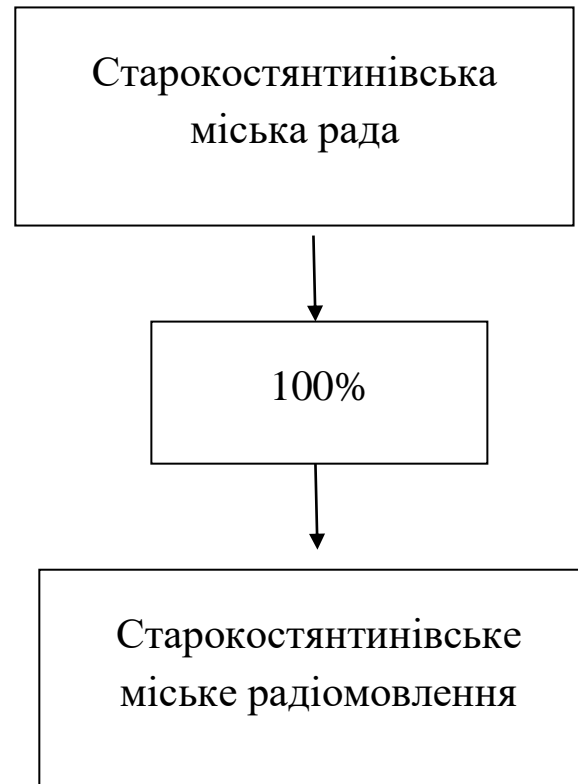 Старокостянтинівська
міська рада
100%
Старокостянтинівське
міське радіомовлення